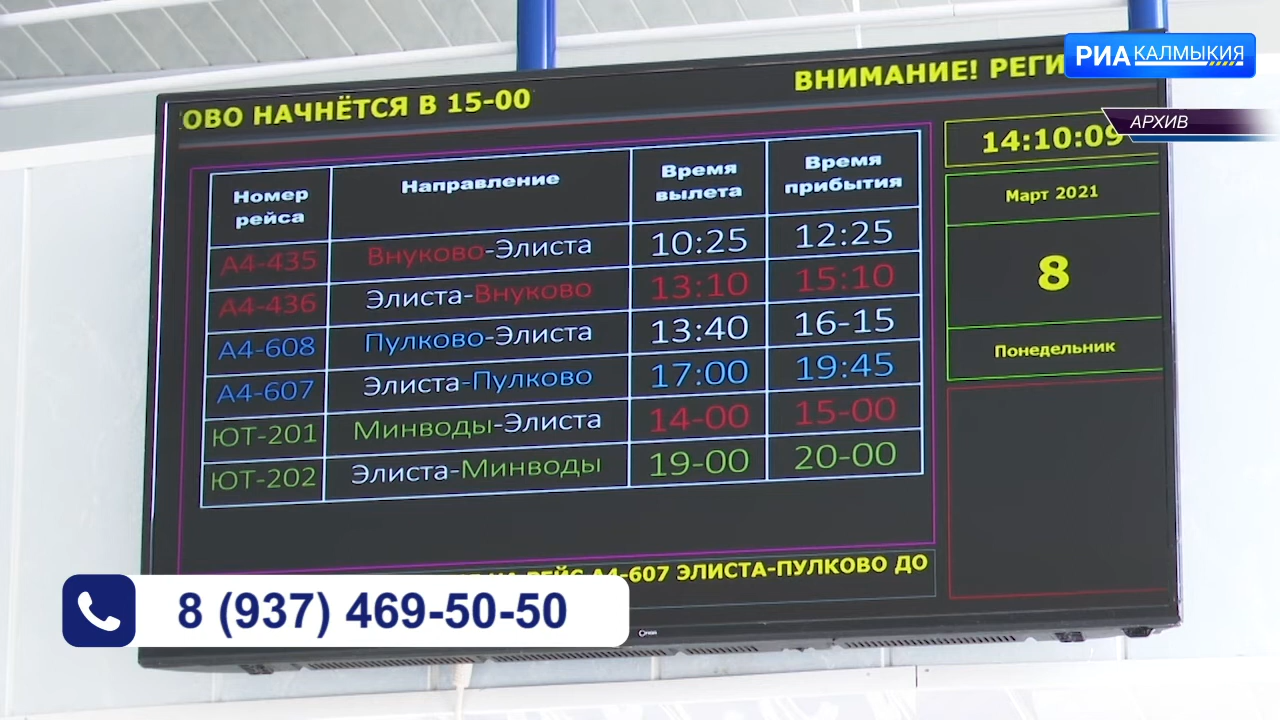 РИА КАЛМЫКИЯ
АРХИВ
ОВО НАЧНЁТСЯ В 15-00 ВНИМАНИЕ!
14:10:09
Март 2021
8
Понедельник
Номер рейса Направление Время вылета Время прибытия
А4-435 Внуково-Элиста 10:25 12:25
А4-436 Элиста-Внуково 13:10 15:10
А4-608 Пулково-Элиста 13:40 16-15
А4-607 Элиста-Пулково 17:00 19:45
ЮТ-201 Минводы-Элиста 14-00 15-00
ЮТ-202 Элиста-Минводы 19-00 20-00
НА РЕЙС А4-607 ЭЛИСТА-ПУЛКОВО ДО
8 (937) 469-50-50